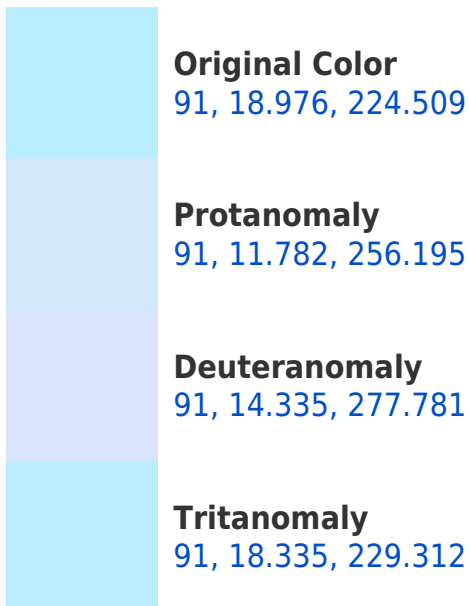 Original Color
91, 18.976, 224.509
Protanomaly
91, 11.782, 256.195
Deuteranomaly
91, 14.335, 277.781
Tritanomaly
91, 18.335, 229.312